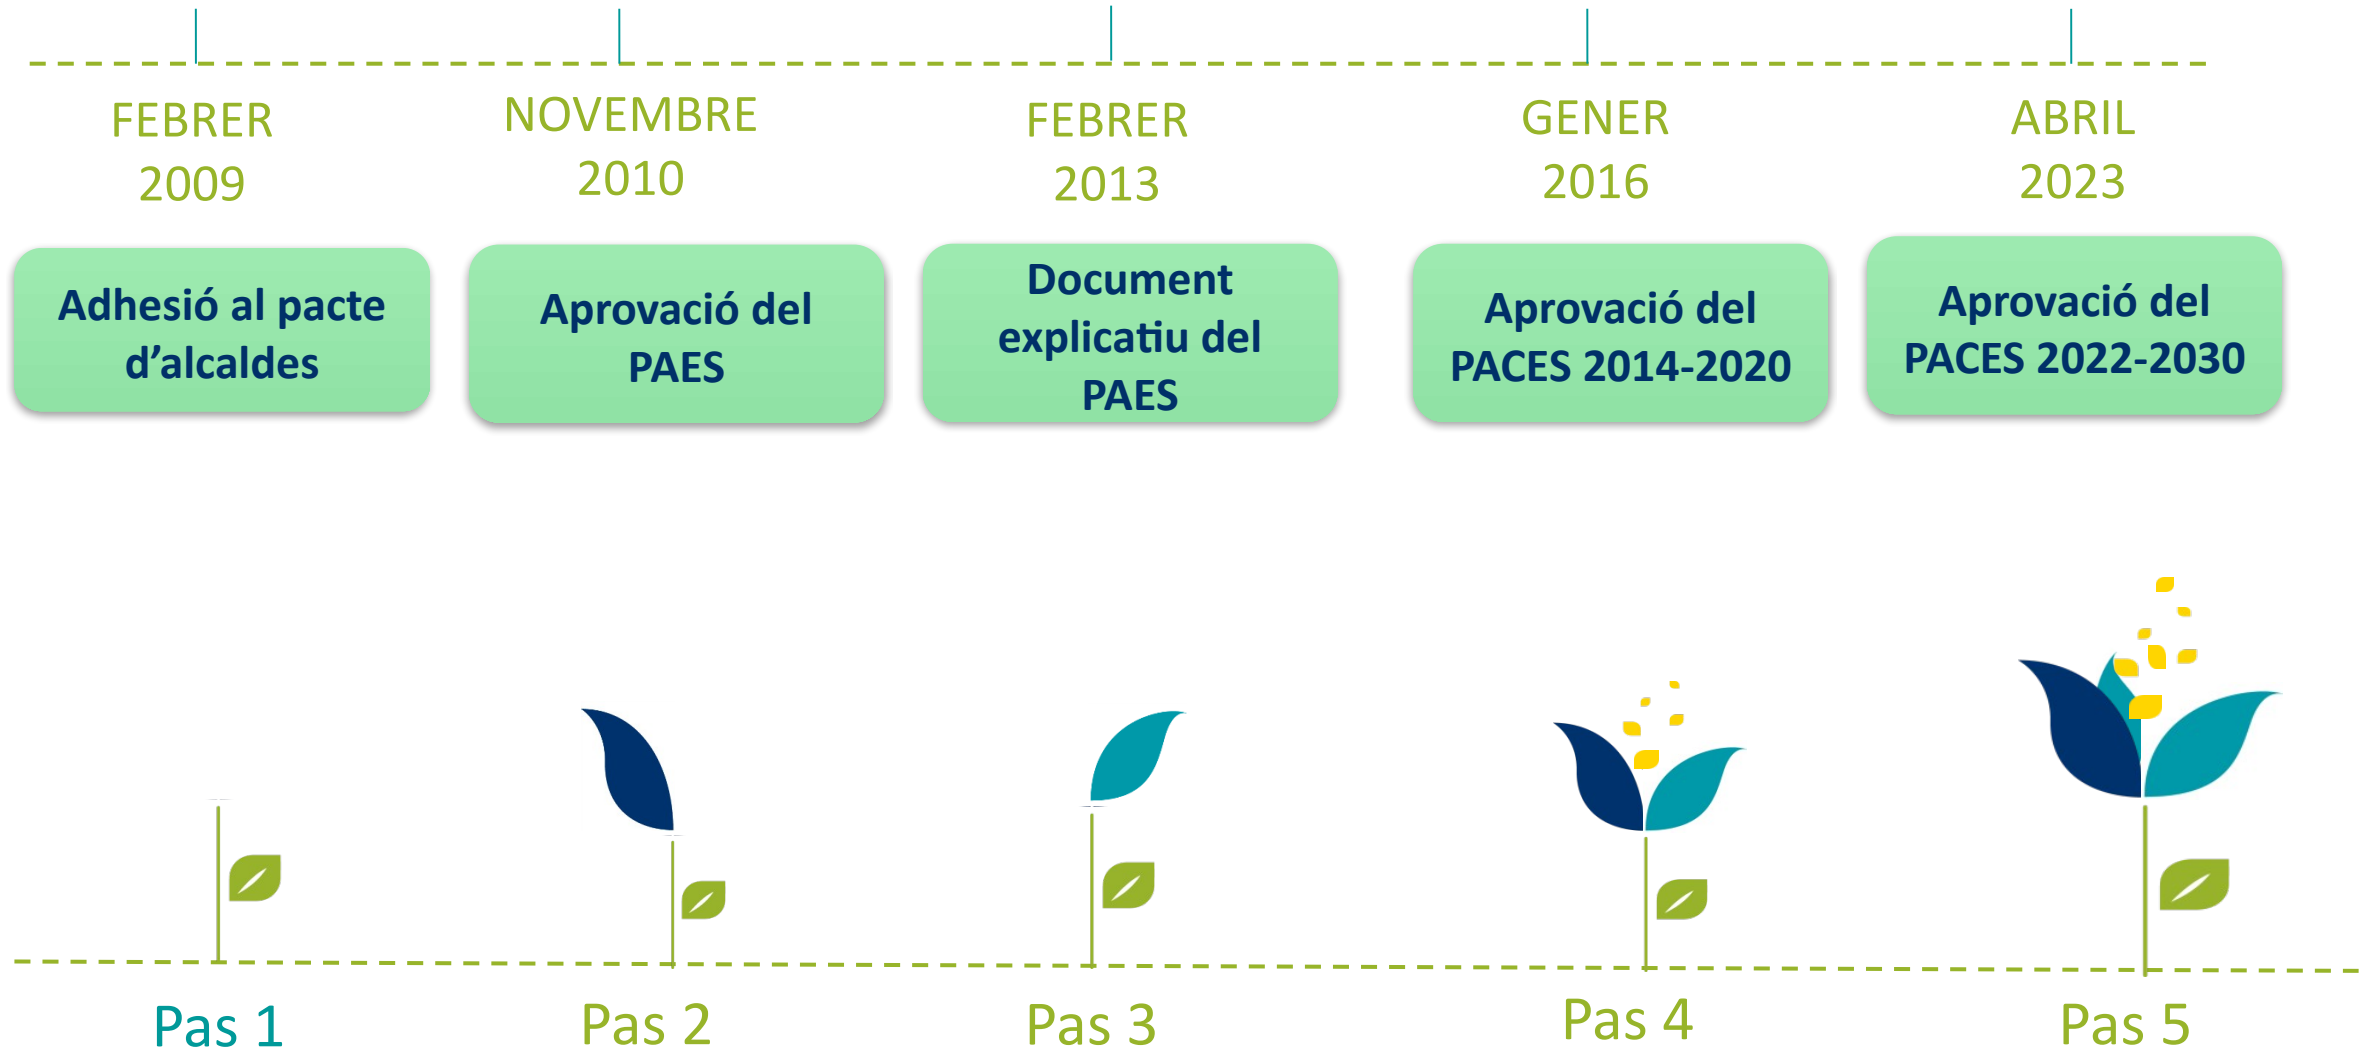 FEBRER
2009
NOVEMBRE
2010
FEBRER
2013
GENER
2016
ABRIL
2023
Adhesió al pacte
d’alcaldes
Aprovació del
PAES
Document
explicatiu del
PAES
Aprovació del
PACES 2014-2020
Aprovació del
PACES 2022-2030
Pas 1
Pas 2
Pas 3
Pas 4
Pas 5